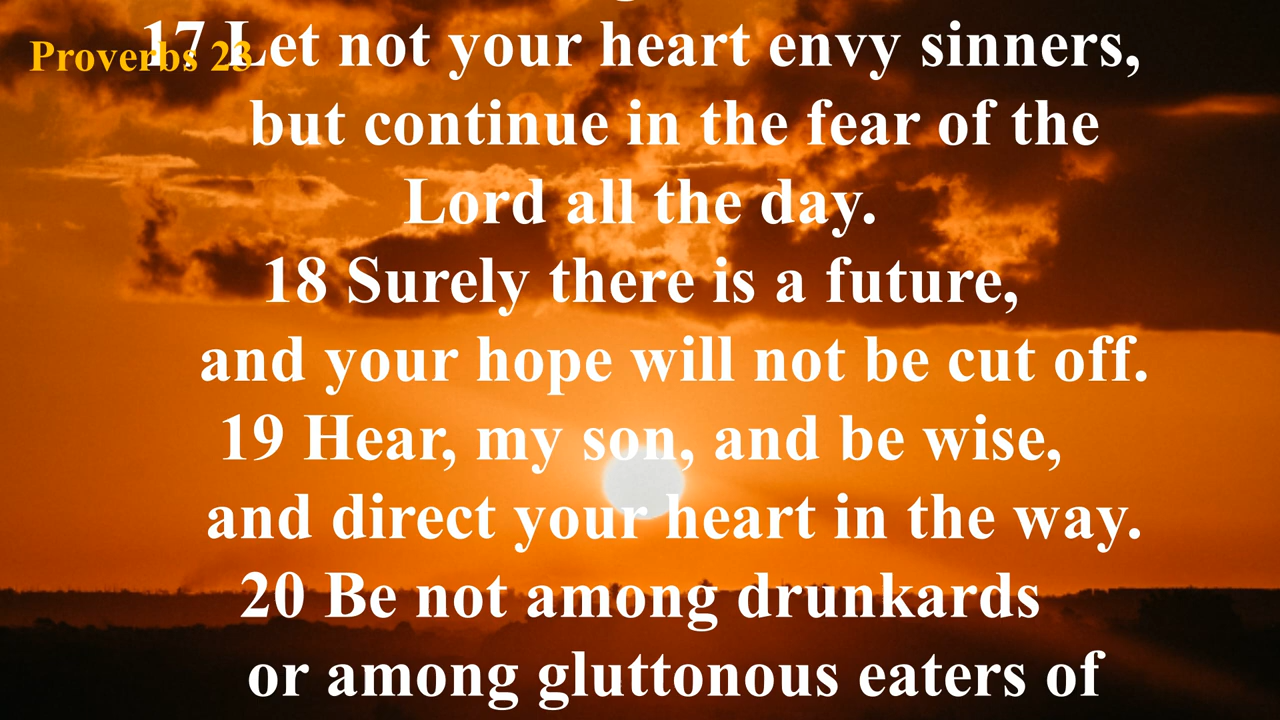 Proverbs 23
17 Let not your heart envy sinners,
but continue in the fear of the
Lord all the day.
18 Surely there is a future,
and your hope will not be cut off.
19 Hear, my son, and be wise,
and direct your heart in the way.
20 Be not among drunkards
or among gluttonous eaters of